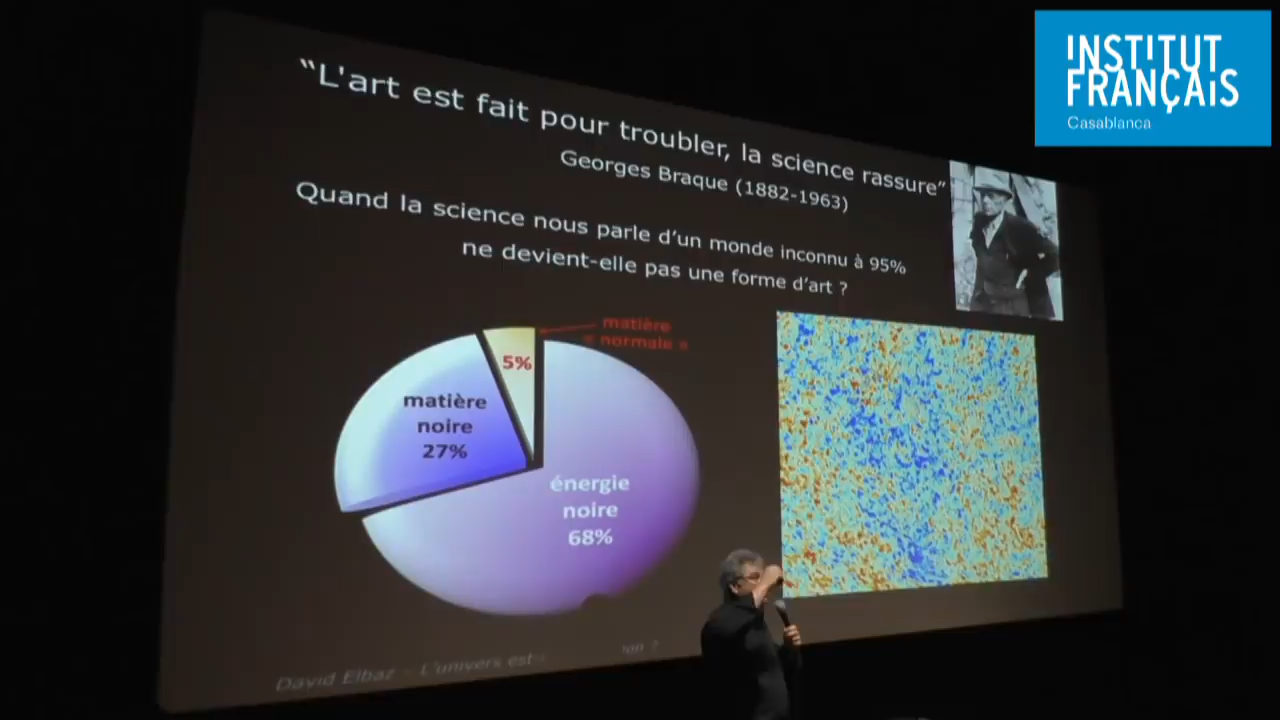 INSTITUT
FRANÇAIS
Casablanca
“L'art est fait pour troubler, la science rassure”
Georges Braque (1882-1963)
Quand la science nous parle d’un monde inconnu à 95%
ne devient-elle pas une forme d’art ?
matière
« normale »
5%
matière
noire
27%
énergie
noire
68%
David Elbaz - L'univers est